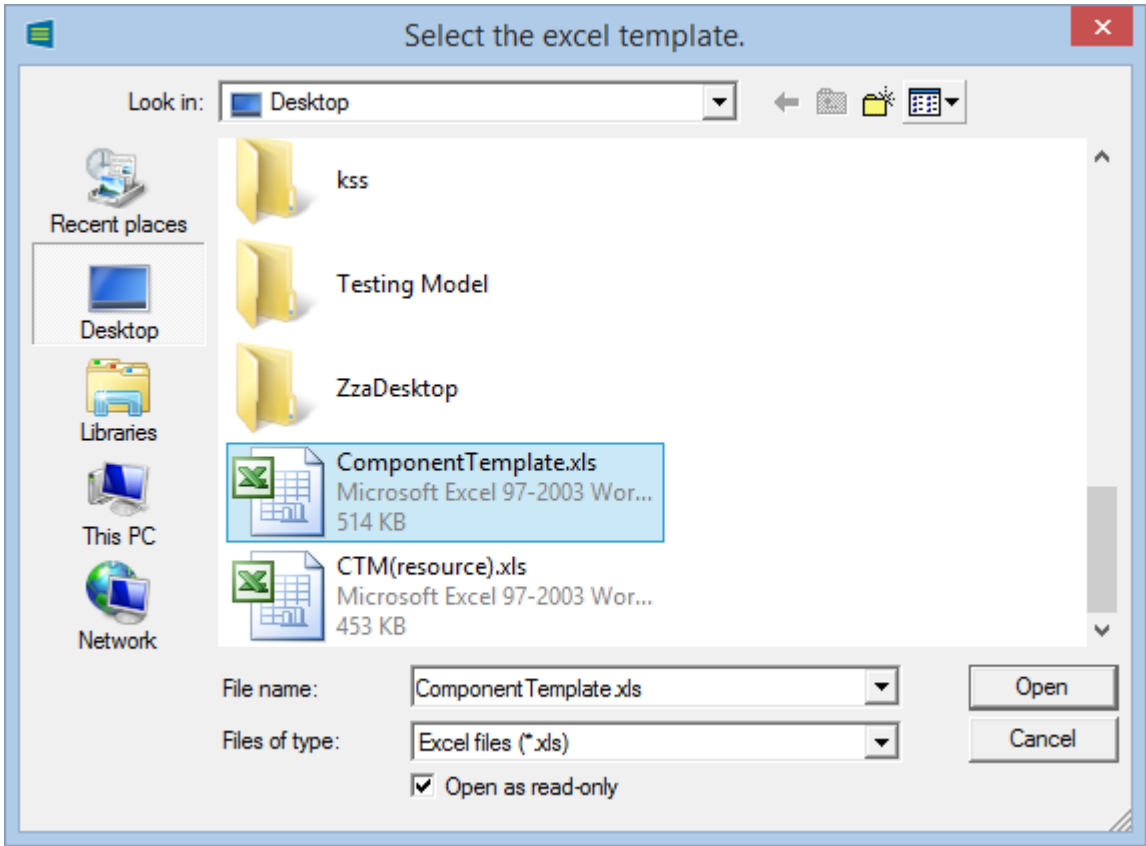 Select the excel template.
Look in:
Desktop
Recent places
Desktop
Libraries
This PC
Network
kss
Testing Model
ZzaDesktop
ComponentTemplate.xls
Microsoft Excel 97-2003 Wor...
514 KB
CTM(resource).xls
Microsoft Excel 97-2003 Wor...
453 KB
File name:
ComponentTemplate.xls
Open
Files of type:
Excel files (*.xls)
Cancel
Open as read-only